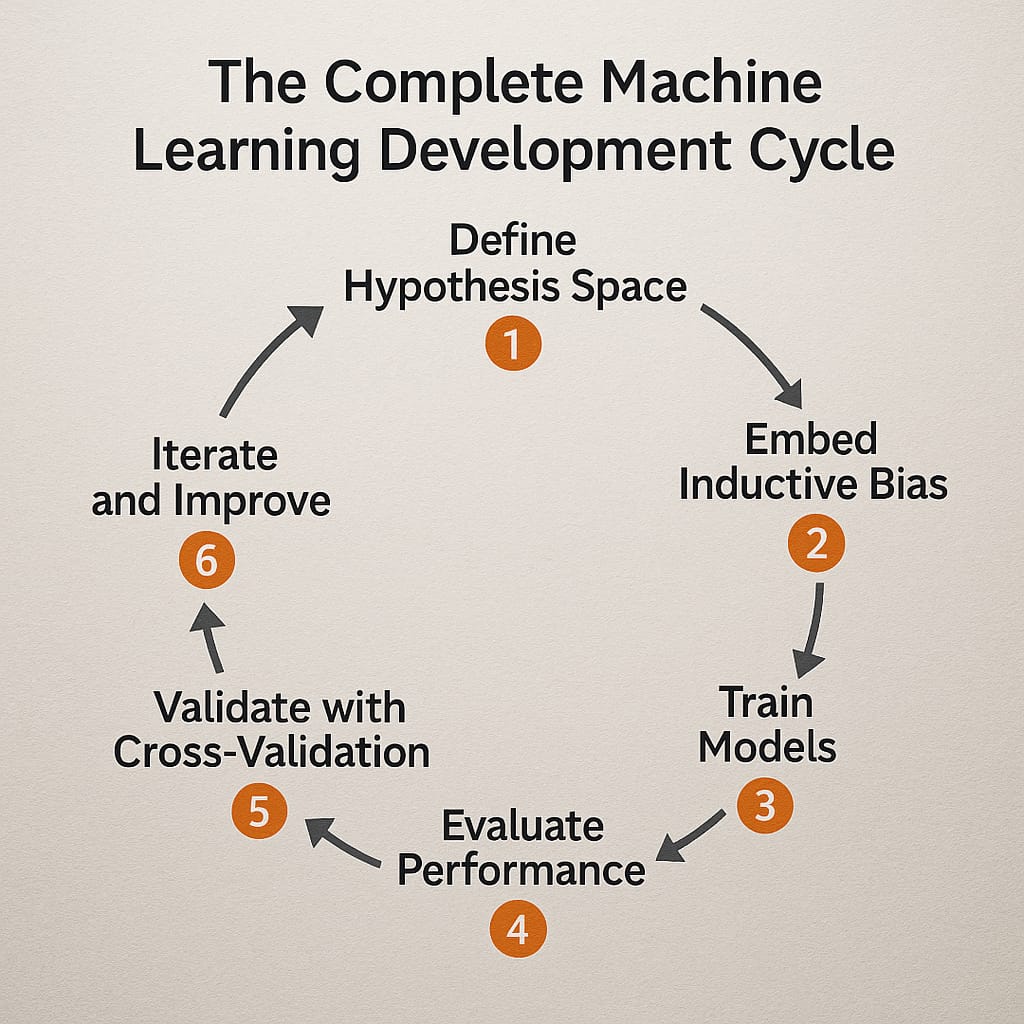 The Complete Machine
Learning Development Cycle
Define
Hypothesis Space
1
Embed
Inductive Bias
2
Train
Models
3
Evaluate
Performance
4
Validate with
Cross-Validation
5
Iterate
and Improve
6